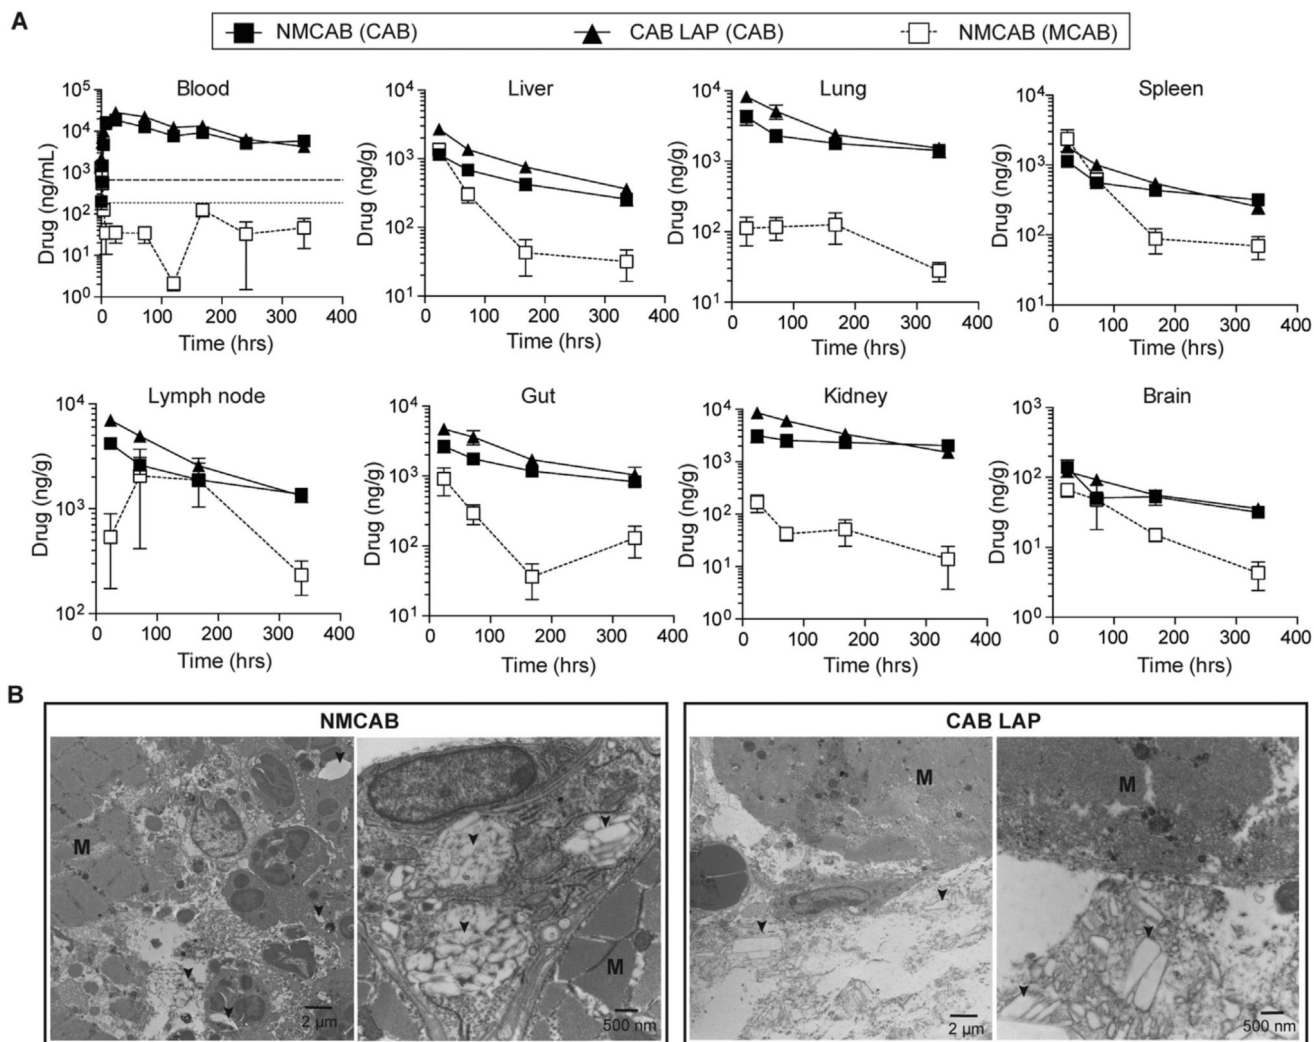 A
NMCAB (CAB) CAB LAP (CAB) NMCAB (MCAB)
Blood
Drug (ng/mL)
10⁵
10⁴
10³
10²
10¹
10⁰
0 100 200 300 400
Time (hrs)
Liver
Drug (ng/g)
10⁴
10³
10²
10¹
0 100 200 300 400
Time (hrs)
Lung
Drug (ng/g)
10⁴
10³
10²
10¹
0 100 200 300 400
Time (hrs)
Spleen
Drug (ng/g)
10⁴
10³
10²
10¹
0 100 200 300 400
Time (hrs)
Lymph node
Drug (ng/g)
10⁴
10³
10²
0 100 200 300 400
Time (hrs)
Gut
Drug (ng/g)
10⁴
10³
10²
10¹
0 100 200 300 400
Time (hrs)
Kidney
Drug (ng/g)
10⁴
10³
10²
10¹
10⁰
0 100 200 300 400
Time (hrs)
Brain
Drug (ng/g)
10³
10²
10¹
10⁰
0 100 200 300 400
Time (hrs)
B
NMCAB
M
2 µm
M
500 nm
CAB LAP
M
2 µm
M
500 nm